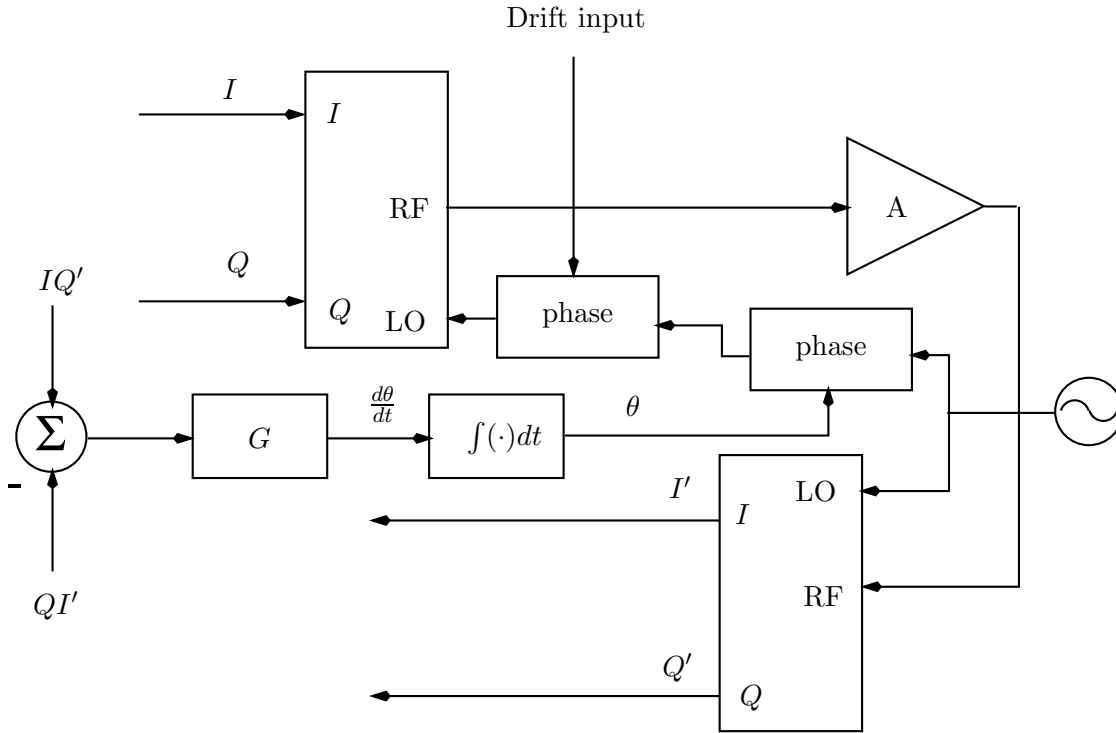 Drift input
I
I
RF
A
Q
IQ'
Q
LO
phase
phase
Σ
-
G
dθ/dt
∫(·)dt
θ
LO
I'
I
QI'
RF
Q'
Q